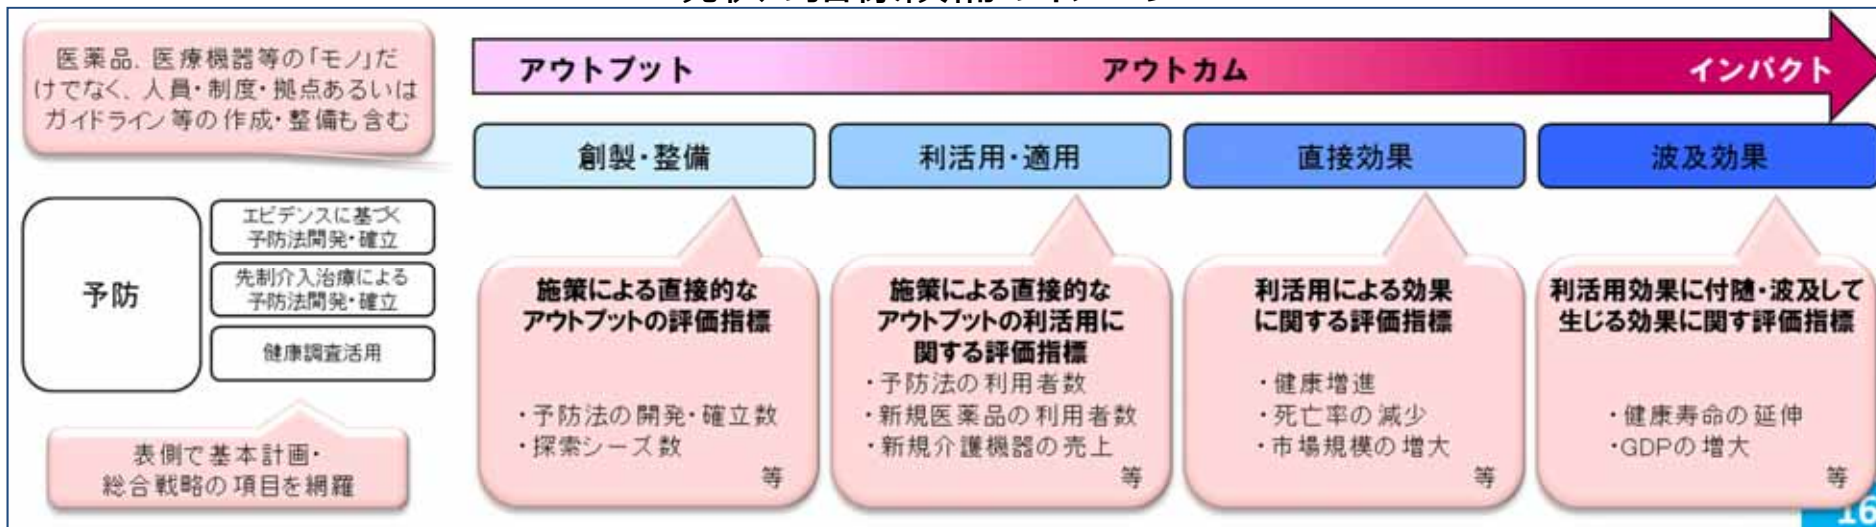 医薬品、医療機器等の「モノ」だ
けでなく、人員・制度・拠点あるいは
ガイドライン等の作成・整備も含む
アウトプット
アウトカム
インパクト
創製・整備
利活用・適用
直接効果
波及効果
予防
エビデンスに基づく
予防法開発・確立
先制介入治療による
予防法開発・確立
健康調査活用
表側で基本計画・
総合戦略の項目を網羅
施策による直接的な
アウトプットの評価指標
・予防法の開発・確立数
・探索シーズ数
等
施策による直接的な
アウトプットの利活用に
関する評価指標
・予防法の利用者数
・新規医薬品の利用者数
・新規介護機器の売上
等
利活用による効果
に関する評価指標
・健康増進
・死亡率の減少
・市場規模の増大
等
利活用効果に付随・波及して
生じる効果に関す評価指標
・健康寿命の延伸
・GDPの増大
等
16